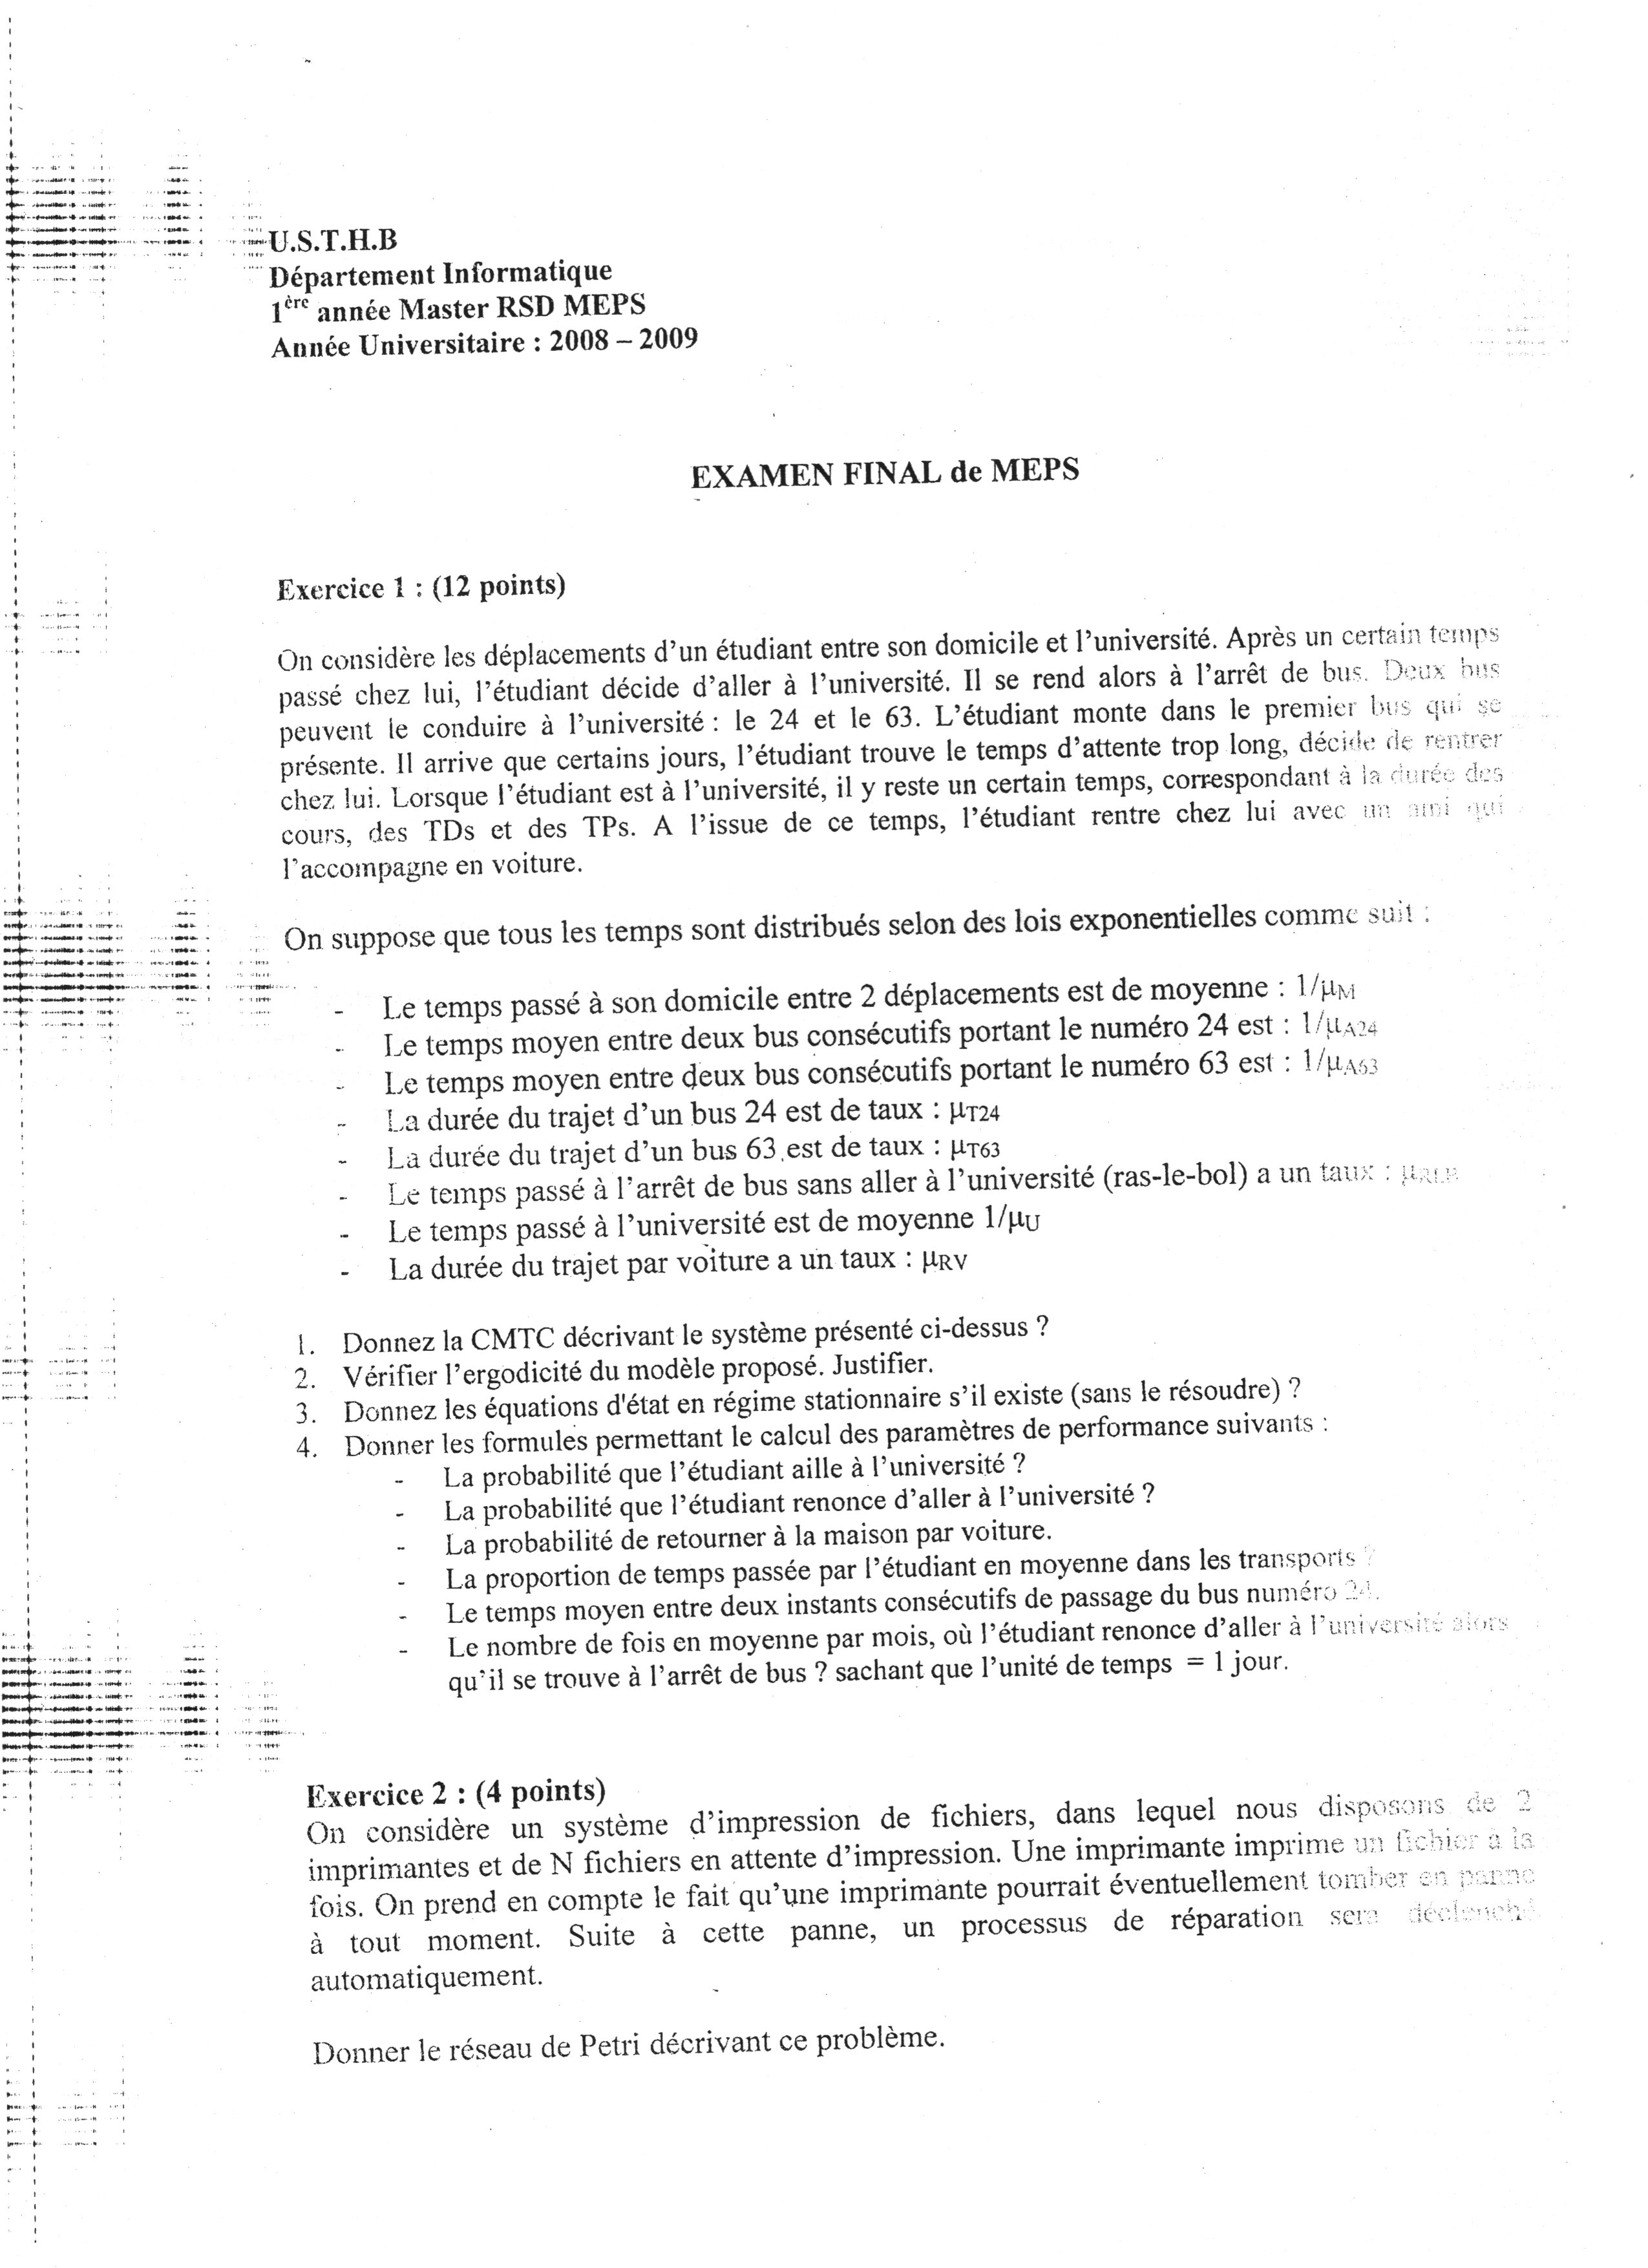 U.S.T.H.B
Département Informatique
1ère année Master RSD MEPS
Année Universitaire : 2008 – 2009
EXAMEN FINAL de MEPS
Exercice 1 : (12 points)
On considère les déplacements d'un étudiant entre son domicile et l'université. Après un certain temps
passé chez lui, l'étudiant décide d'aller à l'université. Il se rend alors à l'arrêt de bus. Deux bus
peuvent le conduire à l'université : le 24 et le 63. L'étudiant monte dans le premier bus qui se
présente. Il arrive que certains jours, l'étudiant trouve le temps d'attente trop long, décide de rentrer
chez lui. Lorsque l'étudiant est à l'université, il y reste un certain temps, correspondant à la durée des
cours, des TDs et des TPs. A l'issue de ce temps, l'étudiant rentre chez lui avec un ami qui
l'accompagne en voiture.
On suppose que tous les temps sont distribués selon des lois exponentielles comme suit :
- Le temps passé à son domicile entre 2 déplacements est de moyenne : 1/μM
- Le temps moyen entre deux bus consécutifs portant le numéro 24 est : 1/μA24
- Le temps moyen entre deux bus consécutifs portant le numéro 63 est : 1/μA63
- La durée du trajet d'un bus 24 est de taux : μT24
- La durée du trajet d'un bus 63 est de taux : μT63
- Le temps passé à l'arrêt de bus sans aller à l'université (ras-le-bol) a un taux : μRLB
- Le temps passé à l'université est de moyenne 1/μU
- La durée du trajet par voiture a un taux : μRV
1. Donnez la CMTC décrivant le système présenté ci-dessus ?
2. Vérifier l'ergodicité du modèle proposé. Justifier.
3. Donnez les équations d'état en régime stationnaire s'il existe (sans le résoudre) ?
4. Donner les formules permettant le calcul des paramètres de performance suivants :
- La probabilité que l'étudiant aille à l'université ?
- La probabilité que l'étudiant renonce d'aller à l'université ?
- La probabilité de retourner à la maison par voiture.
- La proportion de temps passée par l'étudiant en moyenne dans les transports ?
- Le temps moyen entre deux instants consécutifs de passage du bus numéro 24.
- Le nombre de fois en moyenne par mois, où l'étudiant renonce d'aller à l'université alors
qu'il se trouve à l'arrêt de bus ? sachant que l'unité de temps = 1 jour.
Exercice 2 : (4 points)
On considère un système d'impression de fichiers, dans lequel nous disposons de 2
imprimantes et de N fichiers en attente d'impression. Une imprimante imprime un fichier à la
fois. On prend en compte le fait qu'une imprimante pourrait éventuellement tomber en panne
à tout moment. Suite à cette panne, un processus de réparation sera déclenché
automatiquement.
Donner le réseau de Petri décrivant ce problème.